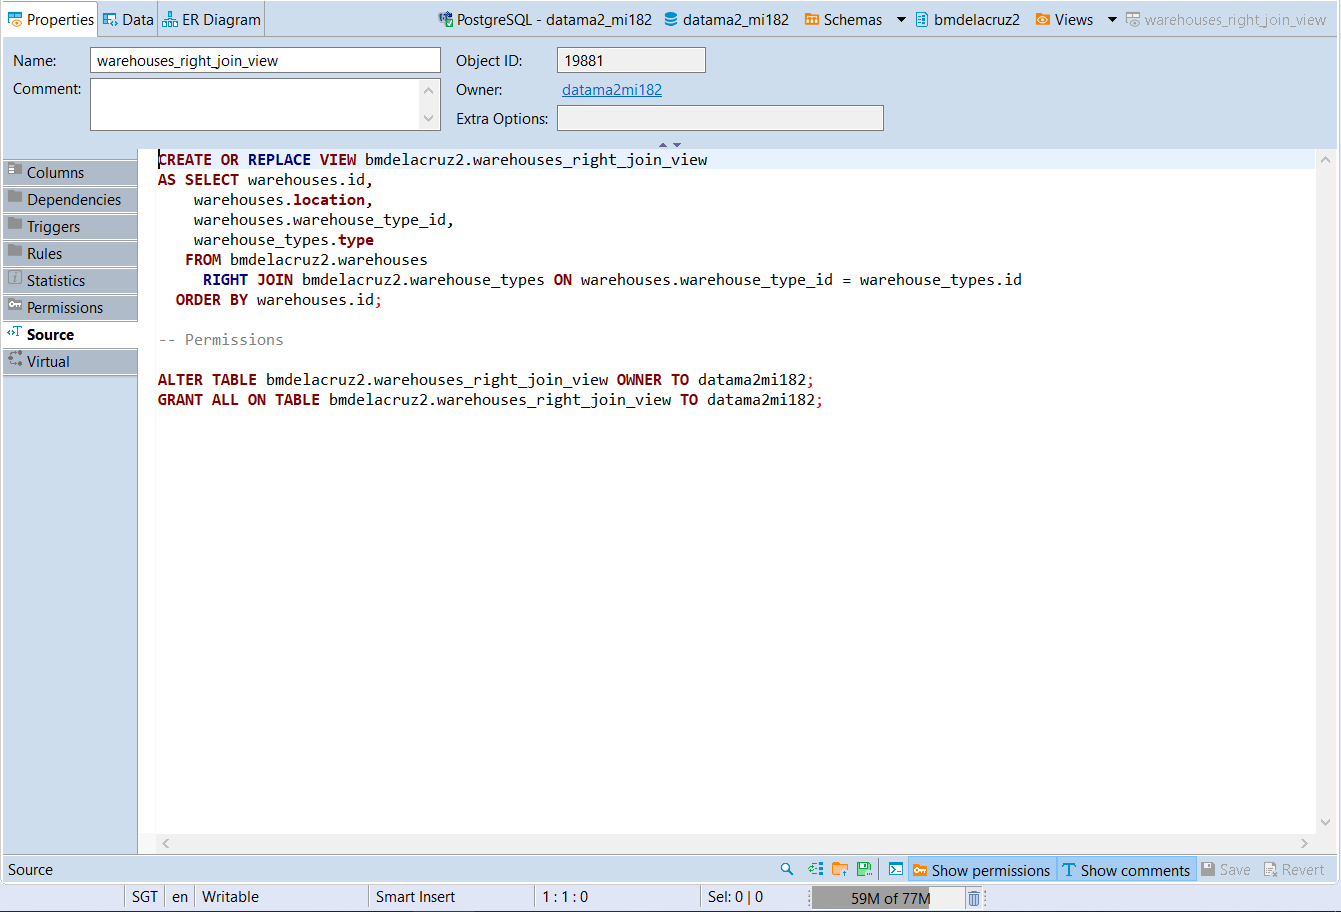 Properties Data ER Diagram PostgreSQL - datama2_mi182 datama2_mi182 Schemas bmdelacruz2 Views warehouses_right_join_view
Name: warehouses_right_join_view Object ID: 19881
Comment: Owner: datama2mi182
Extra Options:
Columns
Dependencies
Triggers
Rules
Statistics
Permissions
Source
Virtual
CREATE OR REPLACE VIEW bmdelacruz2.warehouses_right_join_view
AS SELECT warehouses.id,
    warehouses.location,
    warehouses.warehouse_type_id,
    warehouse_types.type
   FROM bmdelacruz2.warehouses
     RIGHT JOIN bmdelacruz2.warehouse_types ON warehouses.warehouse_type_id = warehouse_types.id
  ORDER BY warehouses.id;
-- Permissions
ALTER TABLE bmdelacruz2.warehouses_right_join_view OWNER TO datama2mi182;
GRANT ALL ON TABLE bmdelacruz2.warehouses_right_join_view TO datama2mi182;
Source Show permissions Show comments Save Revert
SGT en Writable Smart Insert 1 : 1 : 0 Sel: 0 | 0 59M of 77M